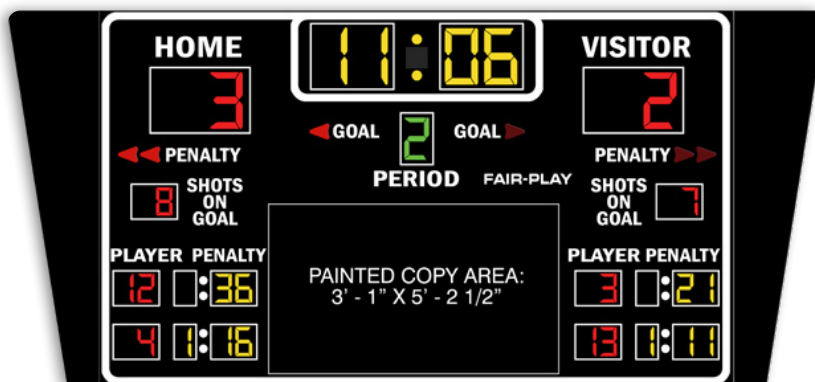 HOME 11:06 VISITOR
3 2
GOAL 2 GOAL
PENALTY PERIOD FAIR-PLAY PENALTY
8 SHOTS ON GOAL SHOTS ON GOAL 7
PLAYER PENALTY PLAYER PENALTY
12 :36 3 :21
4 1:16 13 1:11
PAINTED COPY AREA:
3' - 1" X 5' - 2 1/2"